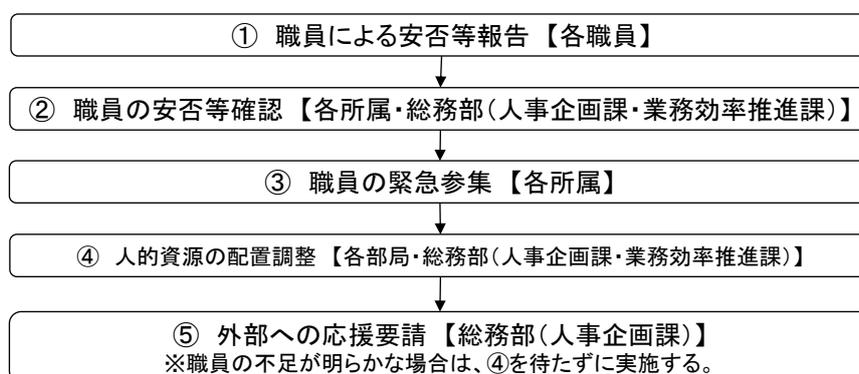 ① 職員による安否等報告 【各職員】
② 職員の安否等確認 【各所属・総務部（人事企画課・業務効率推進課）】
③ 職員の緊急参集 【各所属】
④ 人的資源の配置調整 【各部局・総務部（人事企画課・業務効率推進課）】
⑤ 外部への応援要請 【総務部（人事企画課）】
※職員の不足が明らかな場合は、④を待たずに実施する。